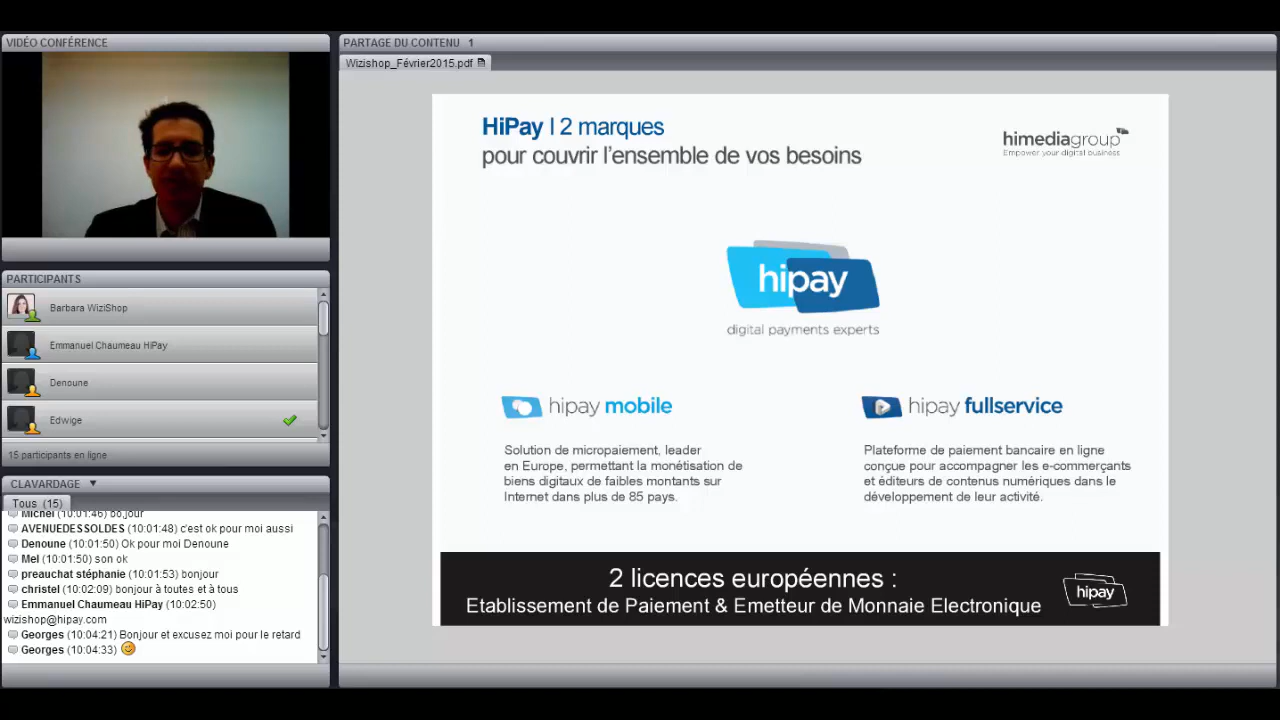 VIDÉO CONFÉRENCE
PARTICIPANTS
Barbara WiziShop
Emmanuel Chaumeau HiPay
Denoune
Edwige
15 participants en ligne
CLAVARDAGE
Tous (15)
Michel (10:01:46) bojour
AVENUEDESSOLDES (10:01:48) c'est ok pour moi aussi
Denoune (10:01:50) Ok pour moi Denoune
Mel (10:01:50) son ok
preauchat stéphanie (10:01:53) bonjour
christel (10:02:09) bonjour à toutes et à tous
Emmanuel Chaumeau HiPay (10:02:50)
wizishop@hipay.com
Georges (10:04:21) Bonjour et excusez moi pour le retard
Georges (10:04:33)
PARTAGE DU CONTENU 1
Wizishop_Février2015.pdf
HiPay I 2 marques
pour couvrir l'ensemble de vos besoins
himediagroup
Empower your digital business
hipay
digital payments experts
hipay mobile
Solution de micropaiement, leader
en Europe, permettant la monétisation de
biens digitaux de faibles montants sur
Internet dans plus de 85 pays.
hipay fullservice
Plateforme de paiement bancaire en ligne
conçue pour accompagner les e-commerçants
et éditeurs de contenus numériques dans le
développement de leur activité.
2 licences européennes :
Etablissement de Paiement & Emetteur de Monnaie Electronique
hipay